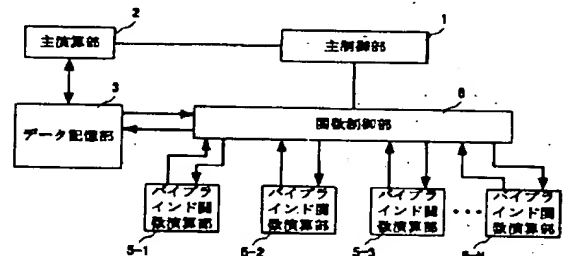 2
1
主演算部
主制御部
3
6
データ記憶部
関数制御部
パイプラ
インド関
数演算部
パイプラ
インド関
数演算部
パイプラ
インド関
数演算部
・・・
パイプラ
インド関
数演算部
5-1
5-2
5-3
5-N